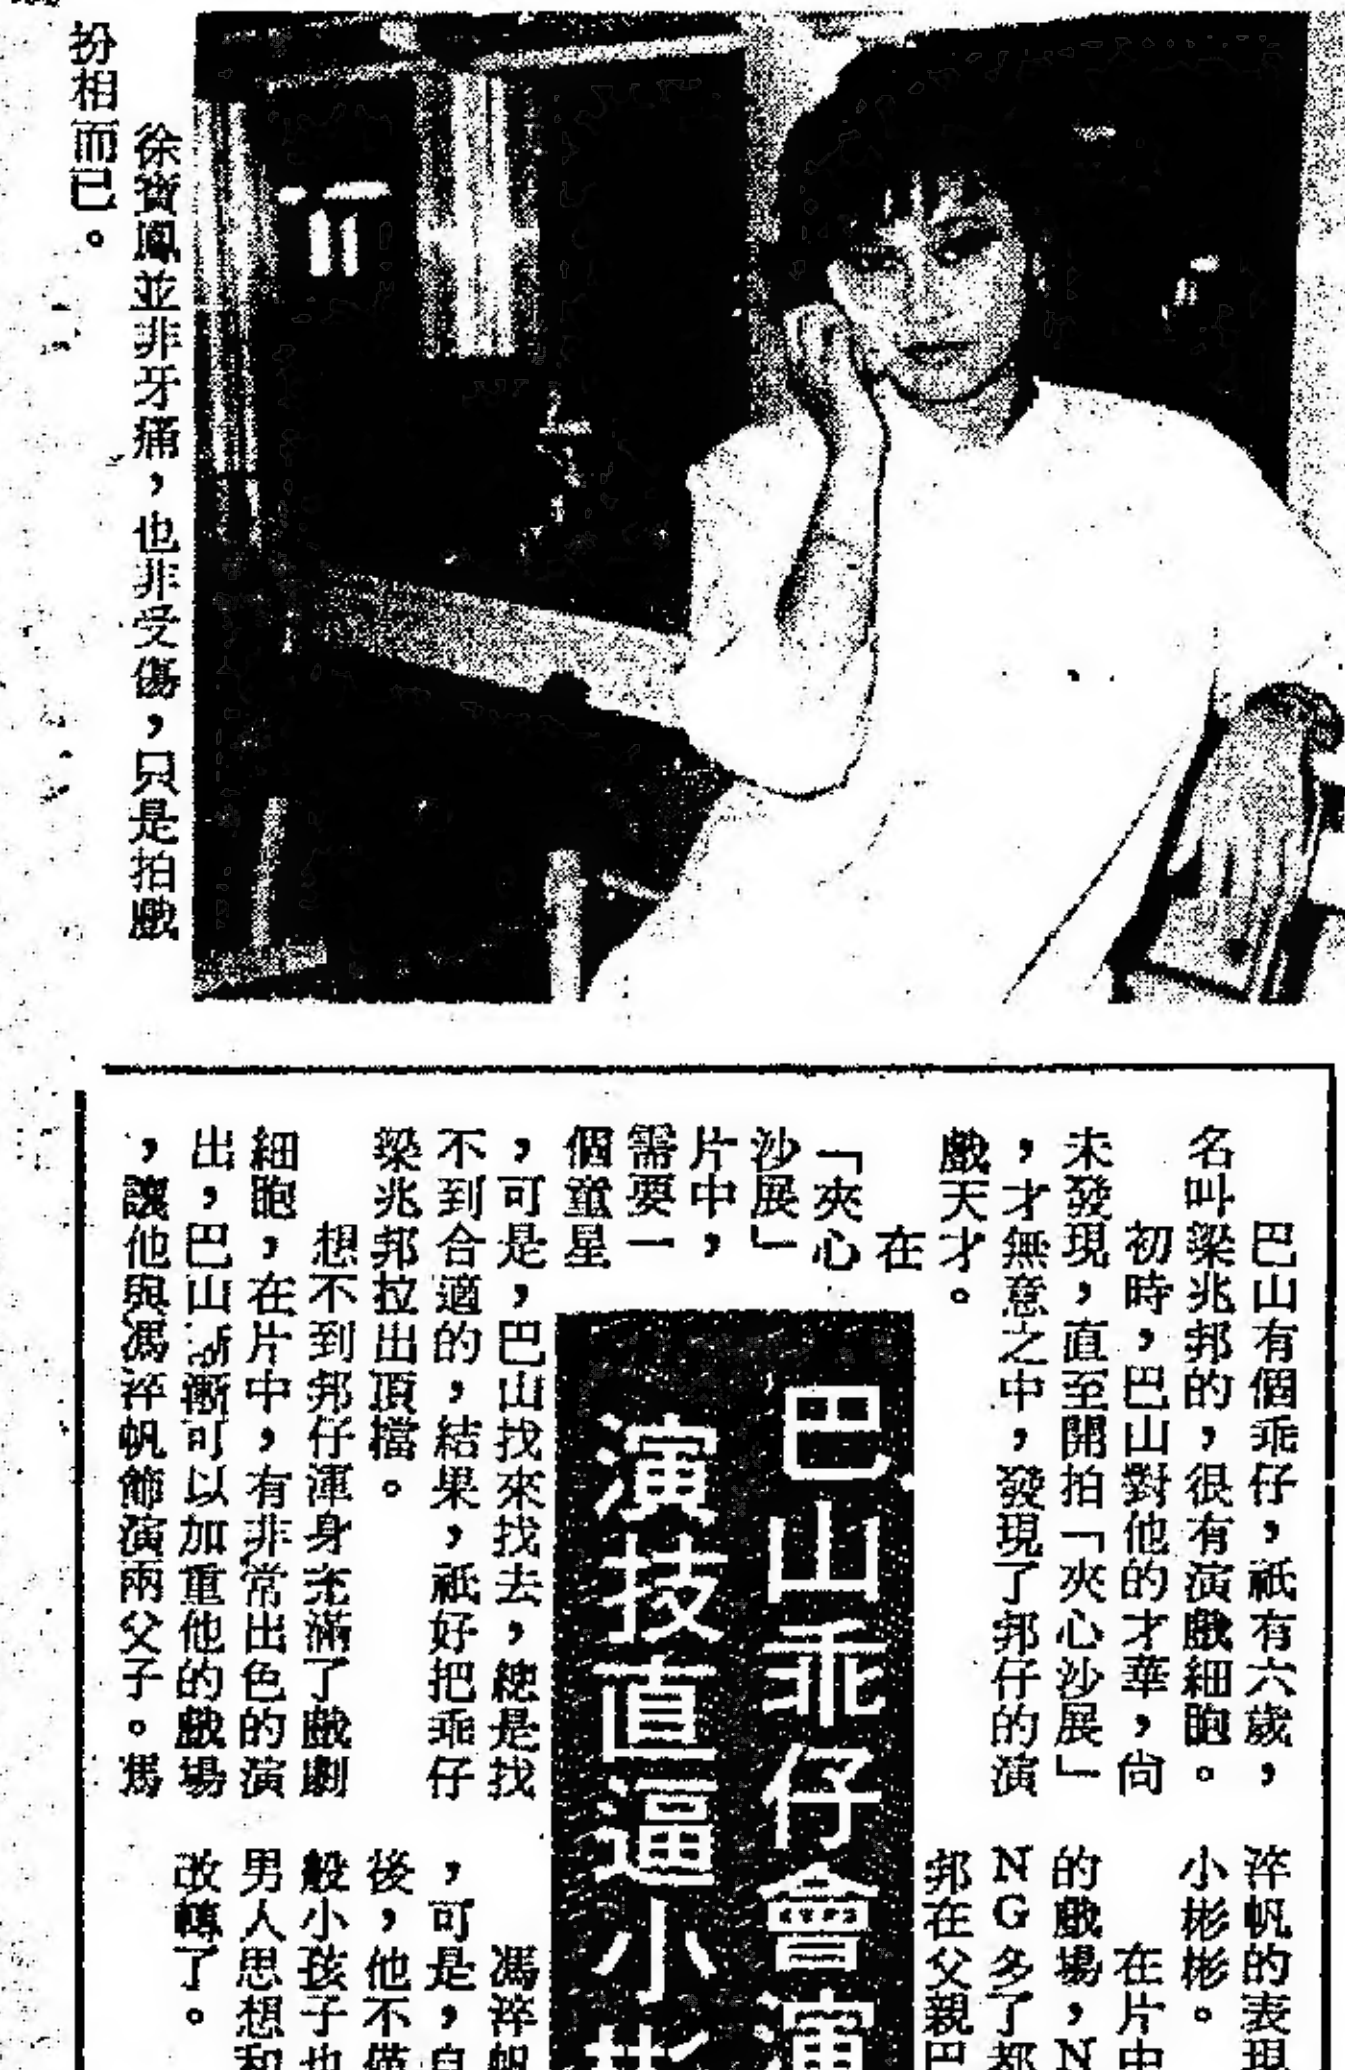 徐寶鳳並非牙痛，也非受傷，只是拍戲
扮相而已。
巴山乖仔會演
演技直逼小彬
巴山有個乖仔，祇有六歲，
名叫梁兆邦的，很有演戲細胞。
初時，巴山對他的才華，尙
未發現，直至開拍「夾心沙展」
，才無意之中，發現了邦仔的演
戲天才。
在
「夾心
沙展」
片中，
需要一
個童星
，可是，巴山找來找去，總是找
不到合適的，結果，祇好把乖仔
梁兆邦拉出頂檔。
想不到邦仔渾身充滿了戲劇
細胞，在片中，有非常出色的演
出，巴山漸漸可以加重他的戲場
，讓他與馮淬帆飾演兩父子。馮
淬帆的表現
小彬彬。
在片中
的戲場，N
NG多了都
邦在父親巴
馮淬帆
，可是，自
後，他不做
般小孩子也
男人思想和
改轉了。